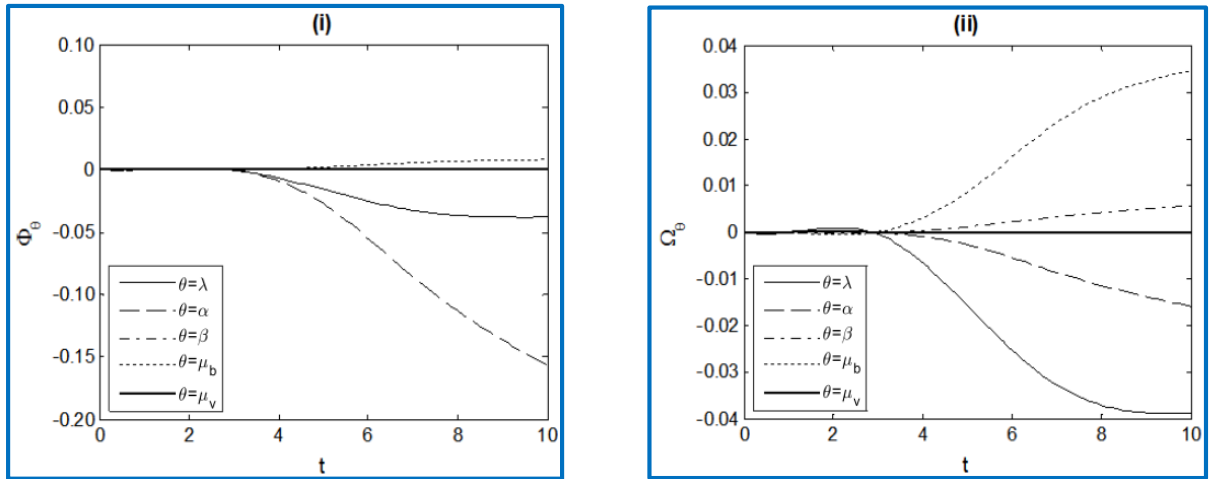 (i)
0.10
0.05
0
-0.05
-0.10
-0.15
-0.20
Φθ
θ=λ
θ=α
θ=β
θ=μb
θ=μv
0 2 4 6 8 10
t
(ii)
0.04
0.03
0.02
0.01
0
-0.01
-0.02
-0.03
-0.04
Ωθ
θ=λ
θ=α
θ=β
θ=μb
θ=μv
0 2 4 6 8 10
t